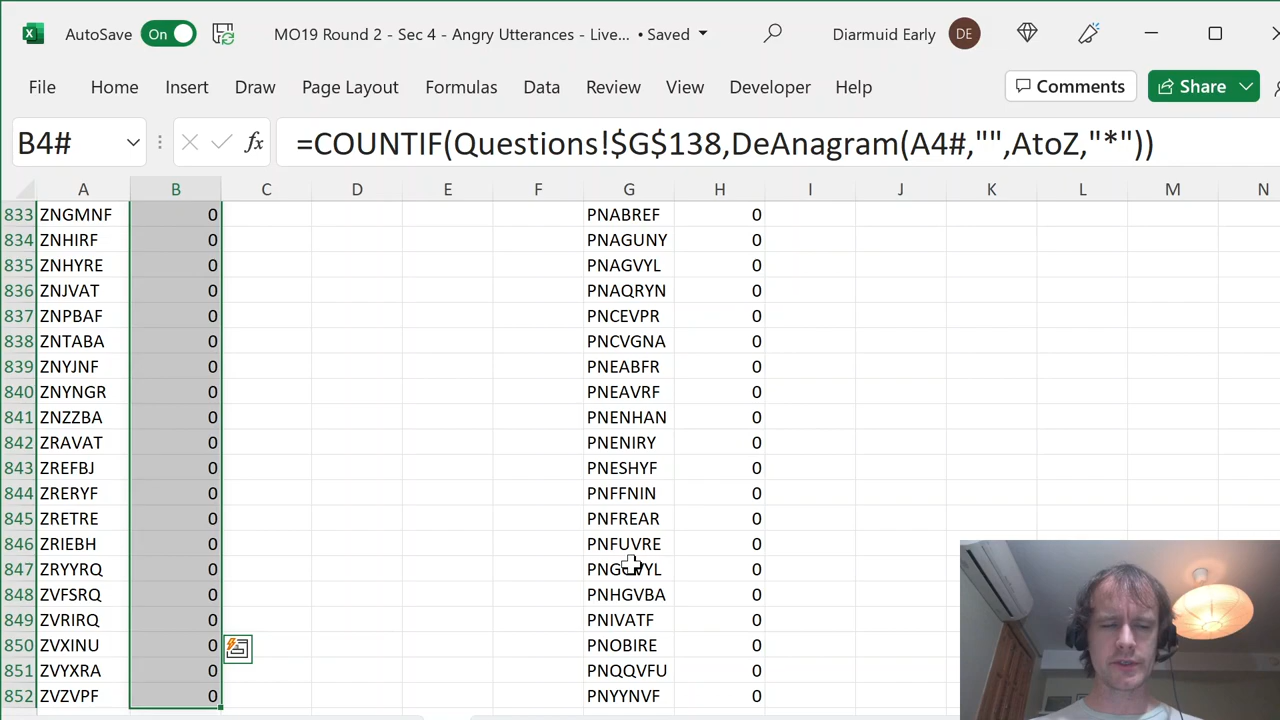 AutoSave On MO19 Round 2 - Sec 4 - Angry Utterances - Live... • Saved Diarmuid Early DE
File Home Insert Draw Page Layout Formulas Data Review View Developer Help Comments Share
B4# fx =COUNTIF(Questions!$G$138,DeAnagram(A4#,"",AtoZ,"*"))
A B C D E F G H I J K L M N
833 ZNGMNF 0 PNABREF 0
834 ZNHIRF 0 PNAGUNY 0
835 ZNHYRE 0 PNAGVYL 0
836 ZNJVAT 0 PNAQRYN 0
837 ZNPBAF 0 PNCEVPR 0
838 ZNTABA 0 PNCVGNA 0
839 ZNYJNF 0 PNEABFR 0
840 ZNYNGR 0 PNEAVRF 0
841 ZNZZBA 0 PNENHAN 0
842 ZRAVAT 0 PNENIRY 0
843 ZREFBJ 0 PNESHYF 0
844 ZRERYF 0 PNFFNIN 0
845 ZRETRE 0 PNFREAR 0
846 ZRIEBH 0 PNFUVRE 0
847 ZRYYRQ 0 0
848 ZVFSRQ 0 PNHGVBA 0
849 ZVRIRQ 0 PNIVATF 0
850 ZVXINU 0 PNOBIRE 0
851 ZVYXRA 0 PNQQVFU 0
852 ZVZVPF 0 PNYYNVF 0